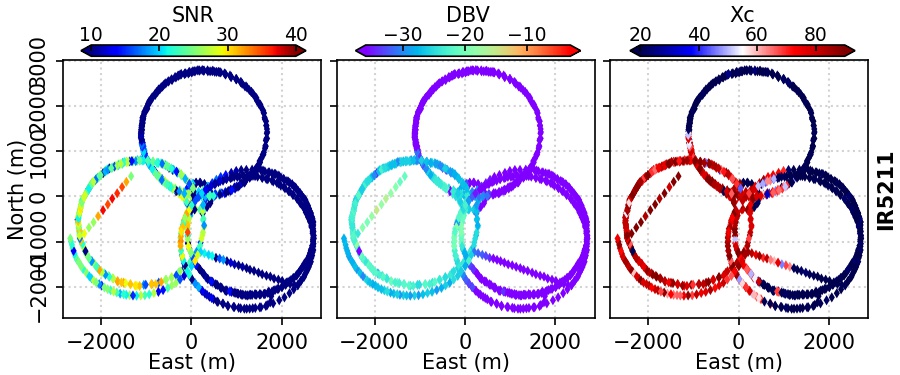 SNR DBV Xc
10 20 30 40 −30 −20 −10 20 40 60 80
North (m)
3000
2000
1000
0
−1000
−2000
IR5211
−2000 0 2000 −2000 0 2000 −2000 0 2000
East (m) East (m) East (m)